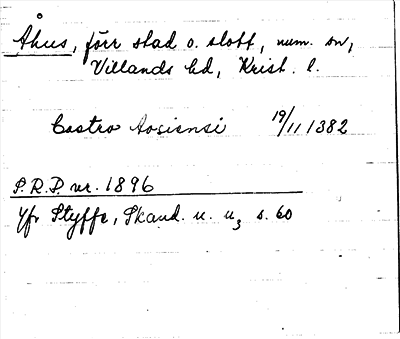 Åhus, förr stad o. slott, num. sn,
Villands hd, Krist. l.
Castro Aosiensi 19/11 1382
S.R.P. nr. 1896
Jfr Styffe, Skand. u. u3 s. 60